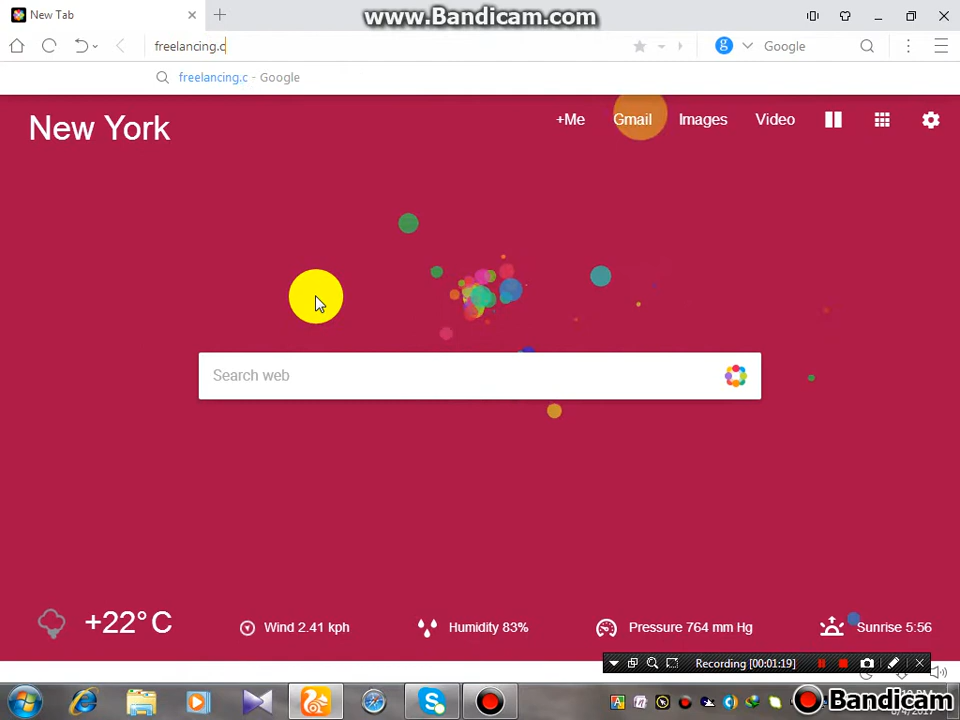 www.Bandicam.com
New Tab
freelancing.c
Google
freelancing.c - Google
New York
+Me
Gmail
Images
Video
Search web
+22° C
Wind 2.41 kph
Humidity 83%
Pressure 764 mm Hg
Sunrise 5:56
Recording [00:01:19]
Bandicam